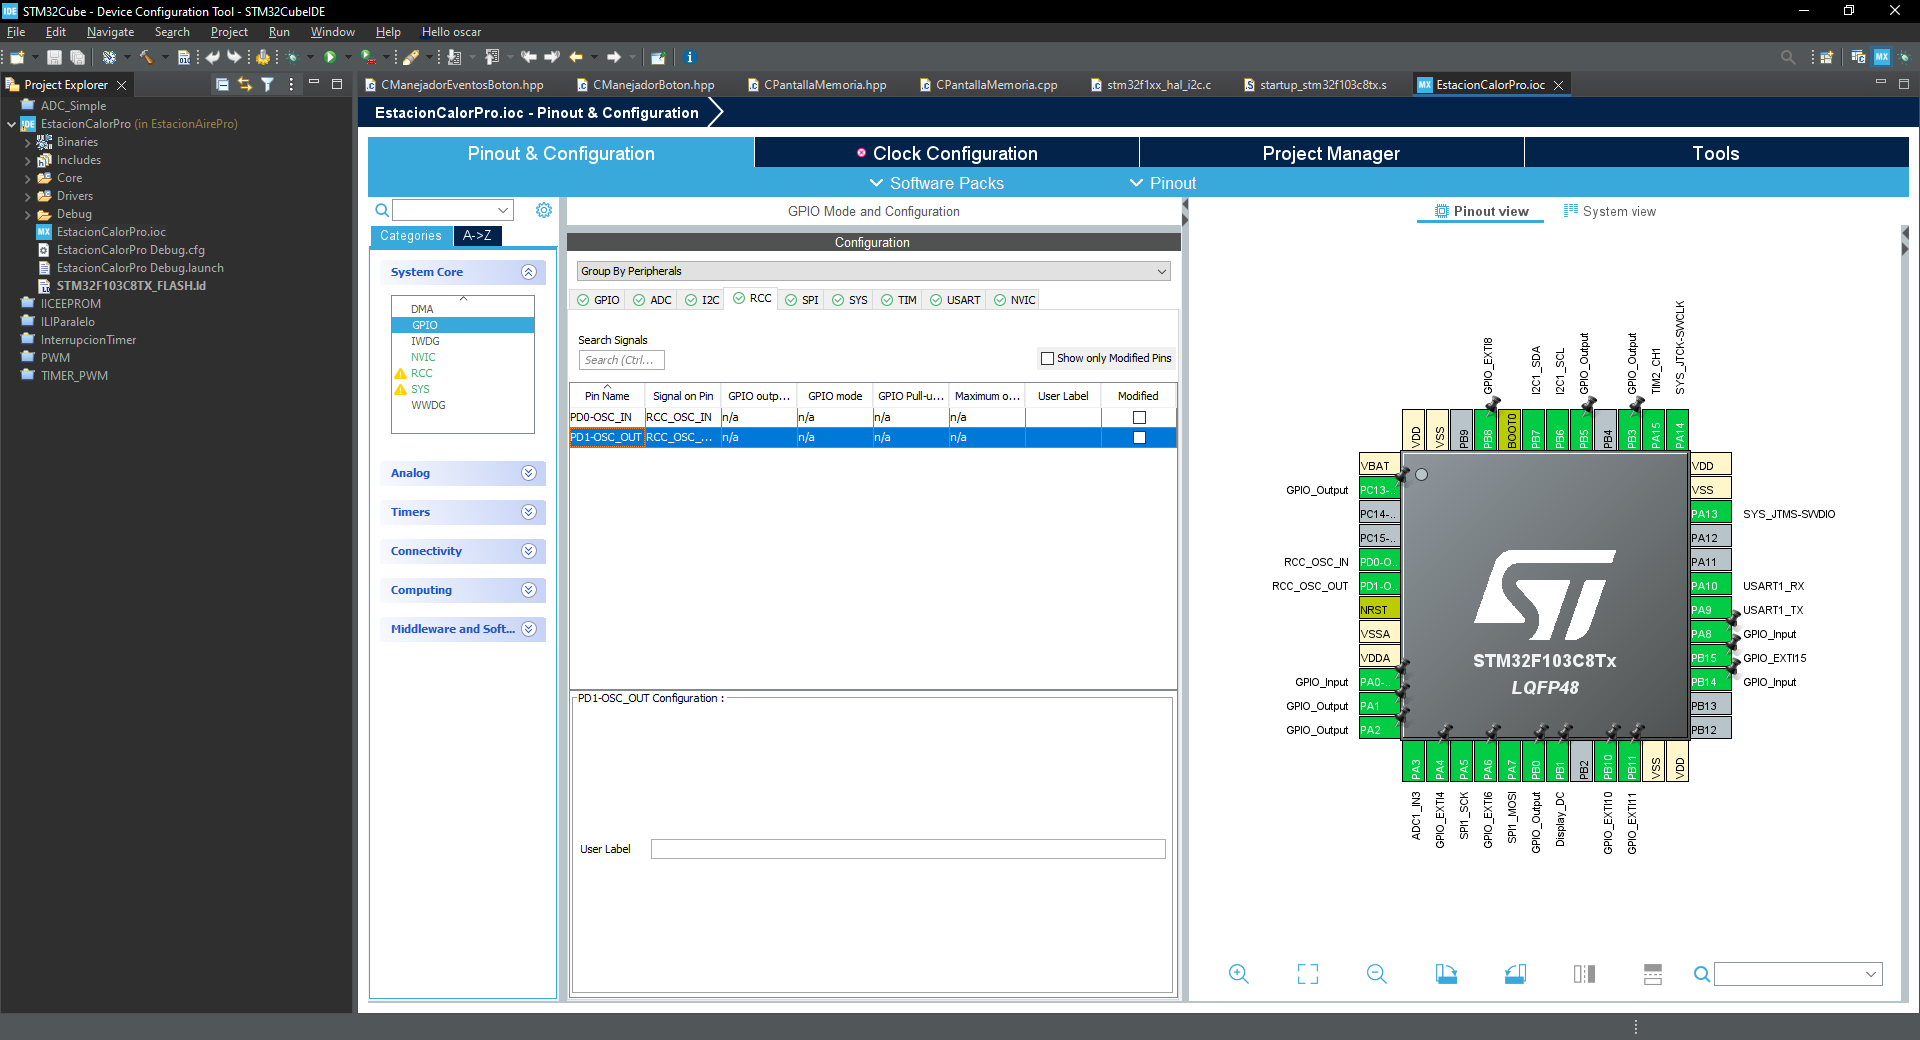 STM32Cube - Device Configuration Tool - STM32CubeIDE
File Edit Navigate Search Project Run Window Help Hello oscar
Project Explorer
CManejadorEventosBoton.hpp
CManejadorBoton.hpp
CPantallaMemoria.hpp
CPantallaMemoria.cpp
stm32f1xx_hal_i2c.c
startup_stm32f103c8tx.s
EstacionCalorPro.ioc
ADC_Simple
EstacionCalorPro (in EstacionAirePro)
Binaries
Includes
Core
Drivers
Debug
EstacionCalorPro.ioc
EstacionCalorPro Debug.cfg
EstacionCalorPro Debug.launch
STM32F103C8TX_FLASH.ld
IICEEPROM
ILIParalelo
InterrupcionTimer
PWM
TIMER_PWM
EstacionCalorPro.ioc - Pinout & Configuration
Pinout & Configuration
Clock Configuration
Project Manager
Tools
Software Packs
Pinout
Categories
A->Z
System Core
DMA
GPIO
IWDG
NVIC
RCC
SYS
WWDG
Analog
Timers
Connectivity
Computing
Middleware and Soft...
GPIO Mode and Configuration
Configuration
Group By Peripherals
GPIO ADC I2C RCC SPI SYS TIM USART NVIC
Search Signals
Search (Ctrl...
Show only Modified Pins
Pin Name Signal on Pin GPIO outp... GPIO mode GPIO Pull-u... Maximum o... User Label Modified
PD0-OSC_IN RCC_OSC_IN n/a n/a n/a n/a
PD1-OSC_OUT RCC_OSC_... n/a n/a n/a n/a
PD1-OSC_OUT Configuration :
User Label
Pinout view
System view
GPIO_EXTI8
I2C1_SDA
I2C1_SCL
GPIO_Output
GPIO_Output
TIM2_CH1
SYS_JTCK-SWCLK
VDD
VSS
PB9
PB8
BOOT0
PB7
PB6
PB5
PB4
PB3
PA15
PA14
VBAT
GPIO_Output PC13-..
PC14-..
PC15-..
RCC_OSC_IN PD0-O..
RCC_OSC_OUT PD1-O..
NRST
VSSA
VDDA
GPIO_Input PA0-..
GPIO_Output PA1
GPIO_Output PA2
STM32F103C8Tx
LQFP48
VDD
VSS
PA13 SYS_JTMS-SWDIO
PA12
PA11
PA10 USART1_RX
PA9 USART1_TX
PA8 GPIO_Input
PB15 GPIO_EXTI15
PB14 GPIO_Input
PB13
PB12
PA3
PA4
PA5
PA6
PA7
PB0
PB1
PB2
PB10
PB11
VSS
VDD
ADC1_IN3
GPIO_EXTI4
SPI1_SCK
GPIO_EXTI6
SPI1_MOSI
GPIO_Output
Display_DC
GPIO_EXTI10
GPIO_EXTI11